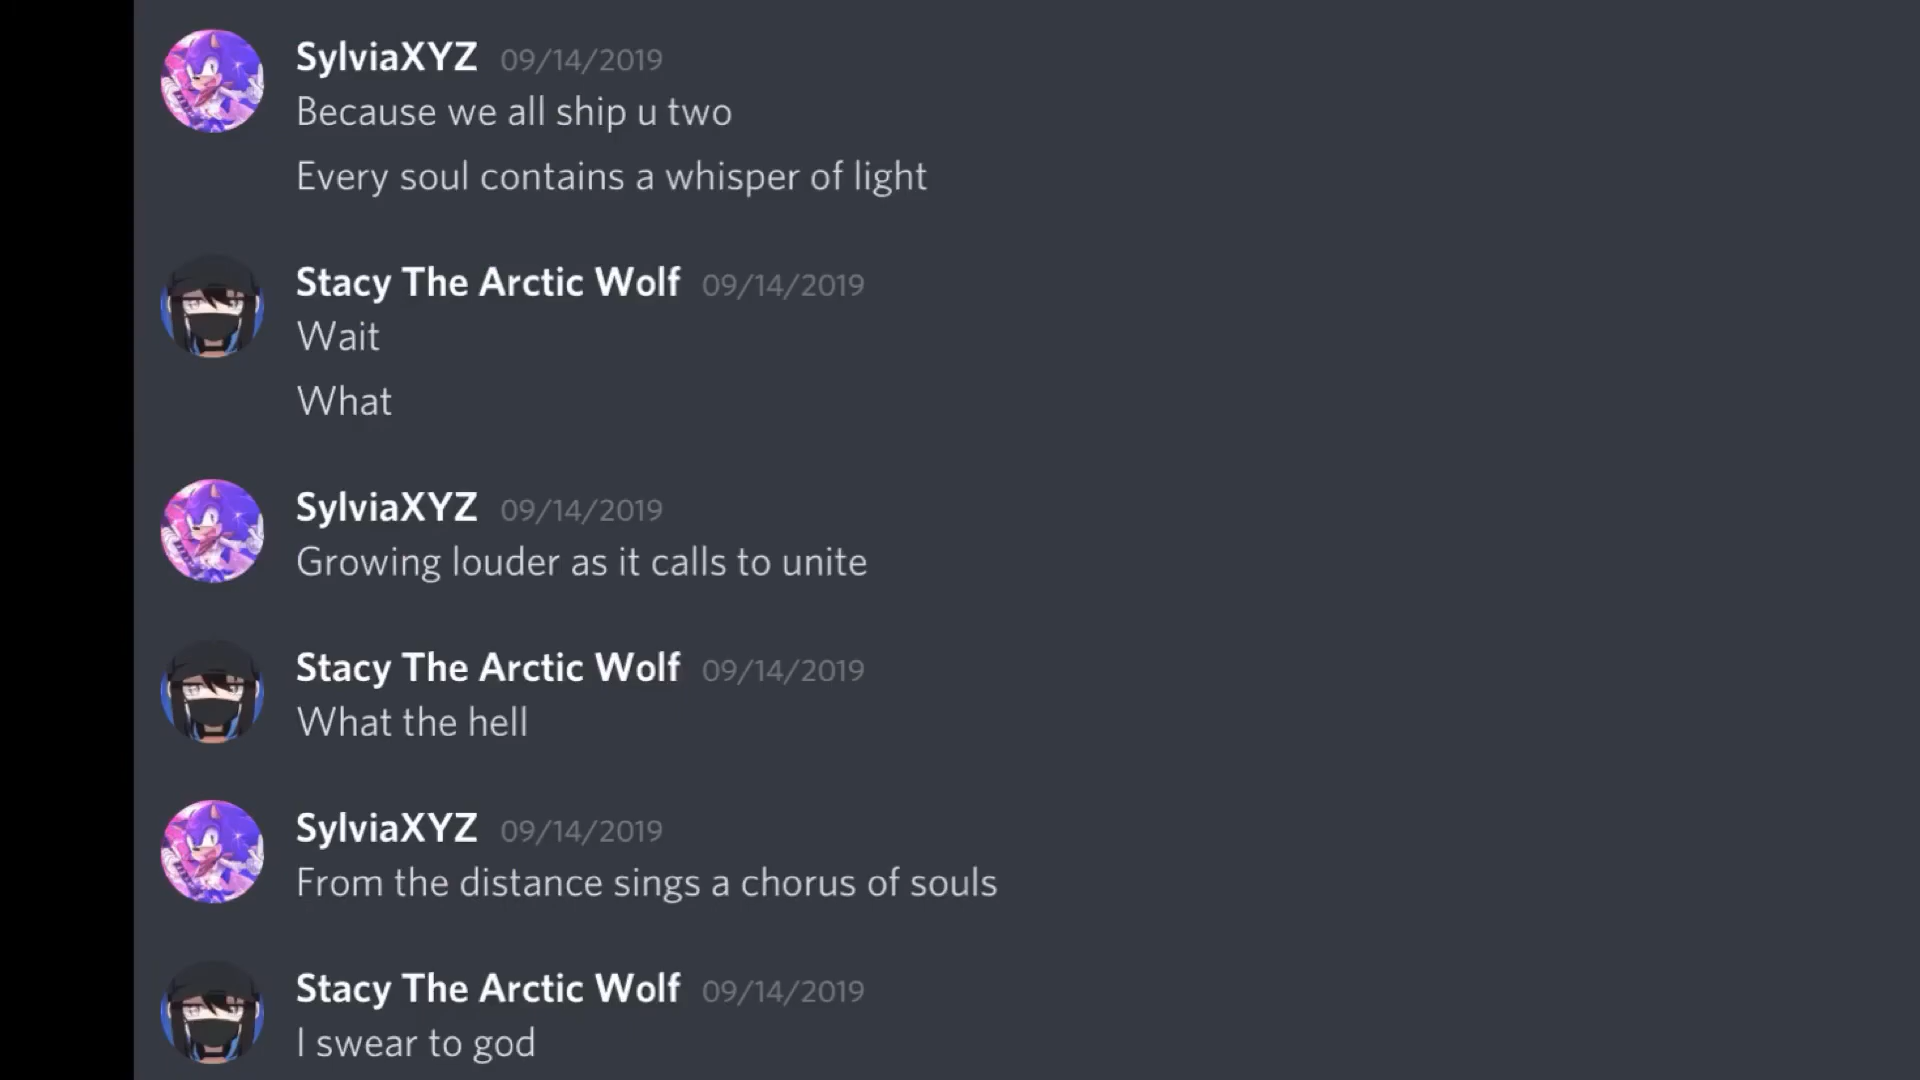 SylviaXYZ 09/14/2019
Because we all ship u two
Every soul contains a whisper of light
Stacy The Arctic Wolf 09/14/2019
Wait
What
SylviaXYZ 09/14/2019
Growing louder as it calls to unite
Stacy The Arctic Wolf 09/14/2019
What the hell
SylviaXYZ 09/14/2019
From the distance sings a chorus of souls
Stacy The Arctic Wolf 09/14/2019
I swear to god